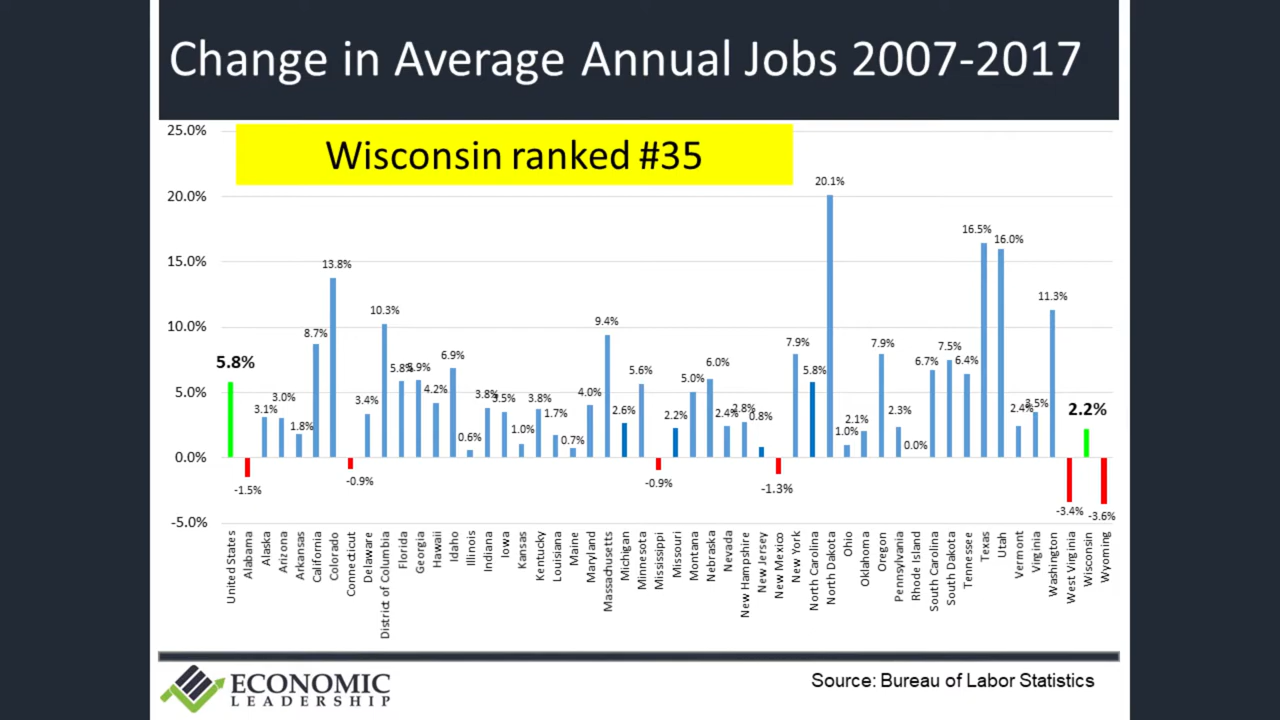 Change in Average Annual Jobs 2007-2017
Wisconsin ranked #35
25.0%
20.0%
15.0%
10.0%
5.0%
0.0%
-5.0%
5.8%
-1.5%
3.1%
3.0%
1.8%
8.7%
13.8%
-0.9%
3.4%
10.3%
5.8%
5.9%
4.2%
6.9%
0.6%
3.8%
3.5%
1.0%
3.8%
1.7%
0.7%
4.0%
9.4%
2.6%
5.6%
-0.9%
2.2%
5.0%
6.0%
2.4%
2.8%
0.8%
-1.3%
7.9%
5.8%
20.1%
1.0%
2.1%
7.9%
2.3%
0.0%
6.7%
7.5%
6.4%
16.5%
16.0%
2.4%
3.5%
11.3%
-3.4%
2.2%
-3.6%
United States
Alabama
Alaska
Arizona
Arkansas
California
Colorado
Connecticut
Delaware
District of Columbia
Florida
Georgia
Hawaii
Idaho
Illinois
Indiana
Iowa
Kansas
Kentucky
Louisiana
Maine
Maryland
Massachusetts
Michigan
Minnesota
Mississippi
Missouri
Montana
Nebraska
Nevada
New Hampshire
New Jersey
New Mexico
New York
North Carolina
North Dakota
Ohio
Oklahoma
Oregon
Pennsylvania
Rhode Island
South Carolina
South Dakota
Tennessee
Texas
Utah
Vermont
Virginia
Washington
West Virginia
Wisconsin
Wyoming
ECONOMIC
LEADERSHIP
Source: Bureau of Labor Statistics